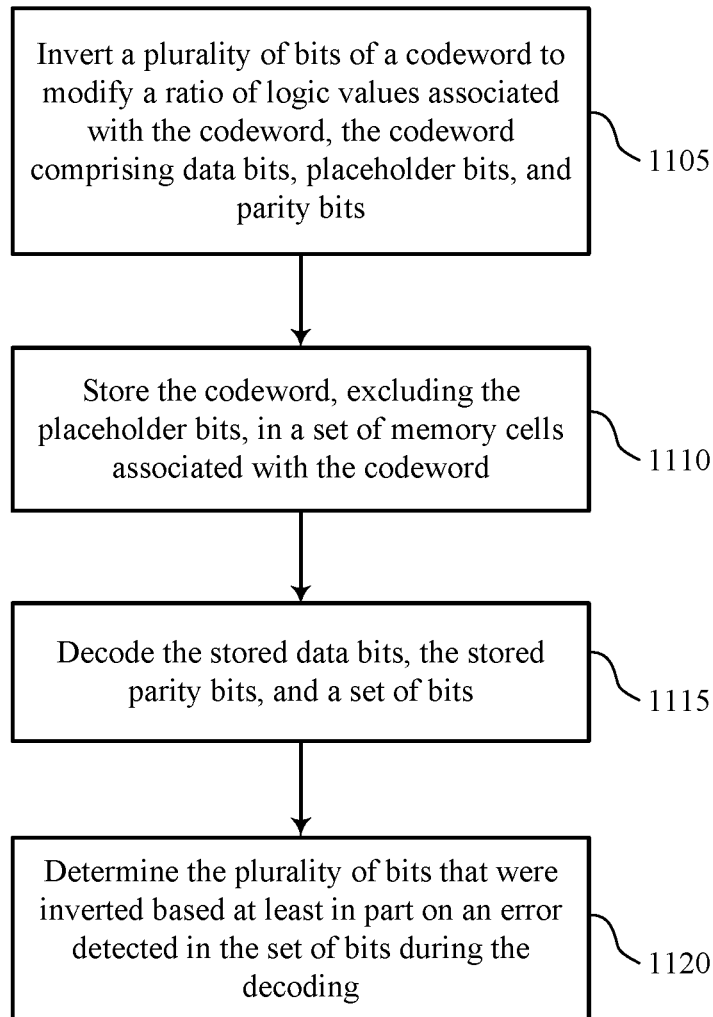 Invert a plurality of bits of a codeword to
modify a ratio of logic values associated
with the codeword, the codeword
comprising data bits, placeholder bits, and
parity bits
1105
Store the codeword, excluding the
placeholder bits, in a set of memory cells
associated with the codeword
1110
Decode the stored data bits, the stored
parity bits, and a set of bits
1115
Determine the plurality of bits that were
inverted based at least in part on an error
detected in the set of bits during the
decoding
1120